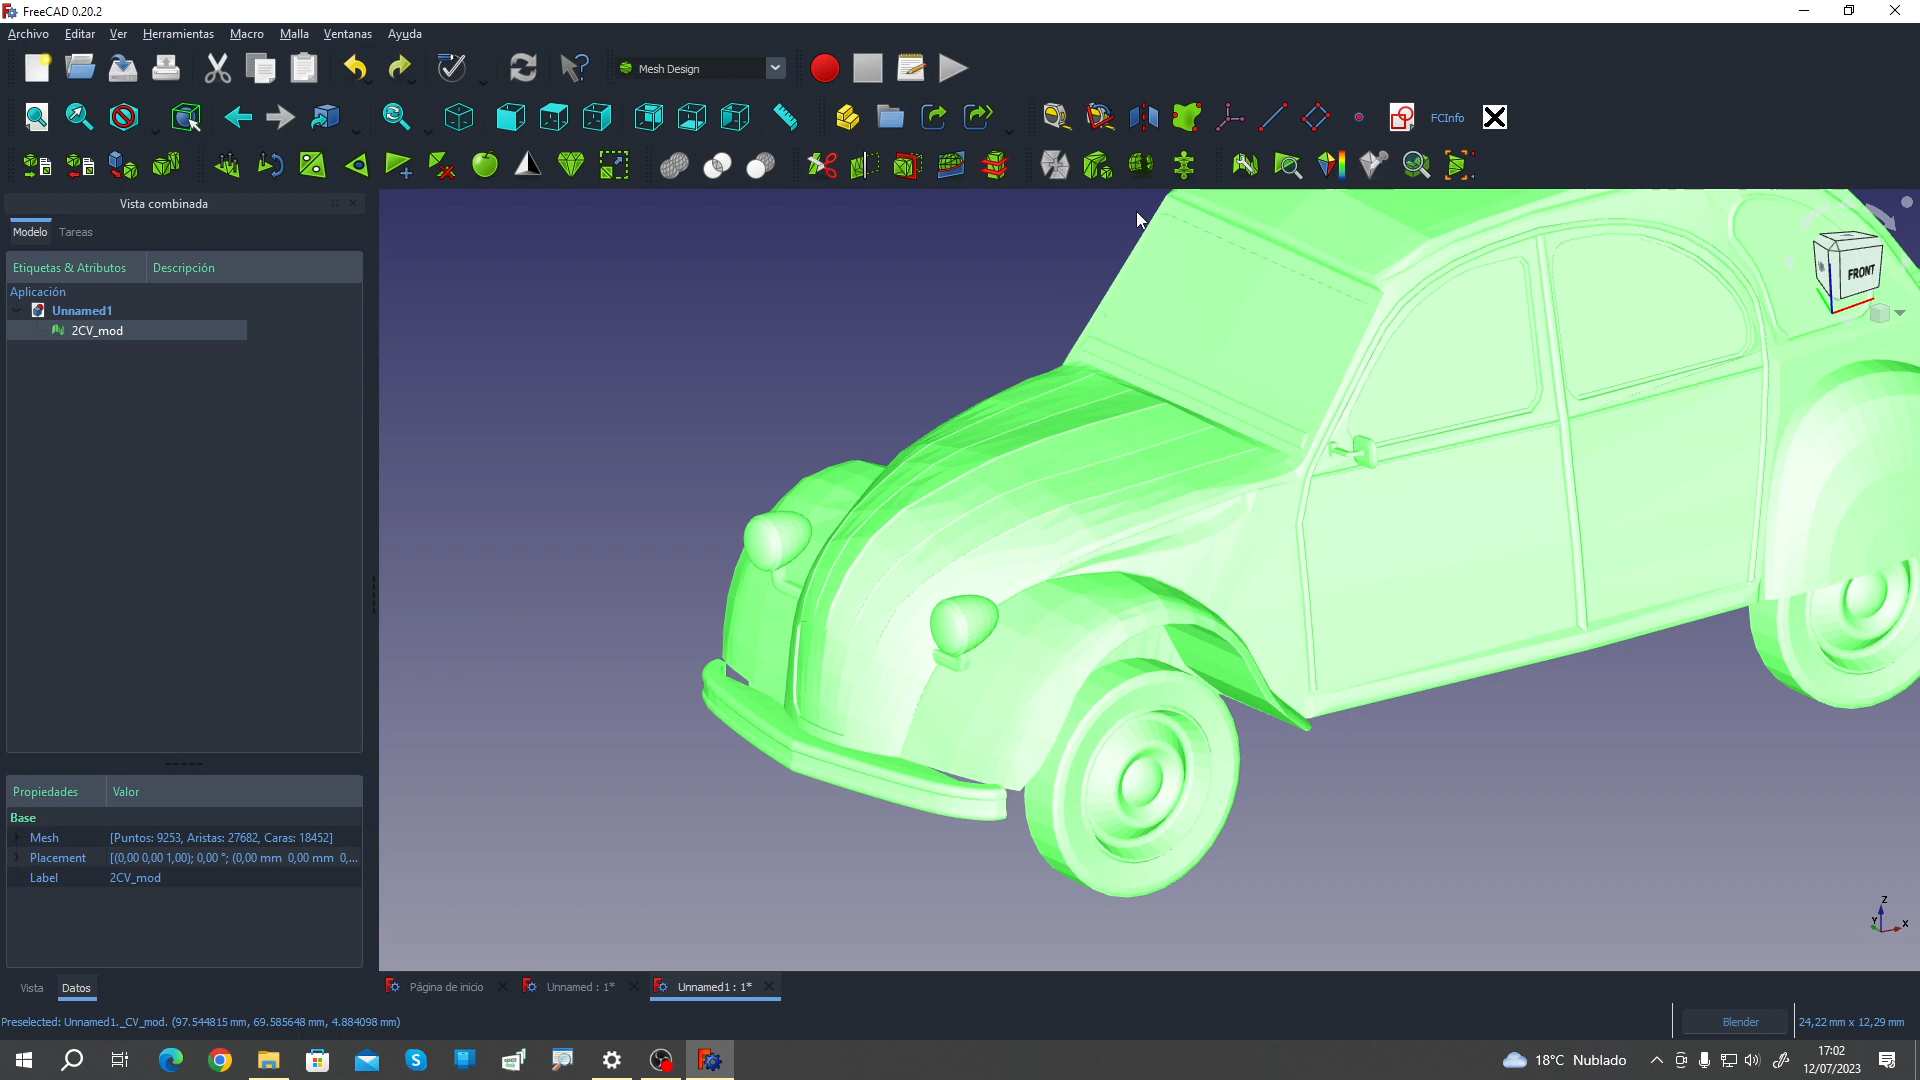 FreeCAD 0.20.2
Archivo Editar Ver Herramientas Macro Malla Ventanas Ayuda
Mesh Design
FCInfo
Vista combinada
Modelo Tareas
Etiquetas & Atributos Descripción
Aplicación
Unnamed1
2CV_mod
FRONT
Propiedades Valor
Base
Mesh [Puntos: 9253, Aristas: 27682, Caras: 18452]
Placement [(0,00 0,00 1,00); 0,00 °; (0,00 mm 0,00 mm 0,...
Label 2CV_mod
Z
Y
X
Vista Datos
Página de inicio Unnamed : 1* Unnamed1 : 1*
Preselected: Unnamed1._CV_mod. (97.544815 mm, 69.585648 mm, 4.884098 mm)
Blender 24,22 mm x 12,29 mm
18°C Nublado
17:02
12/07/2023